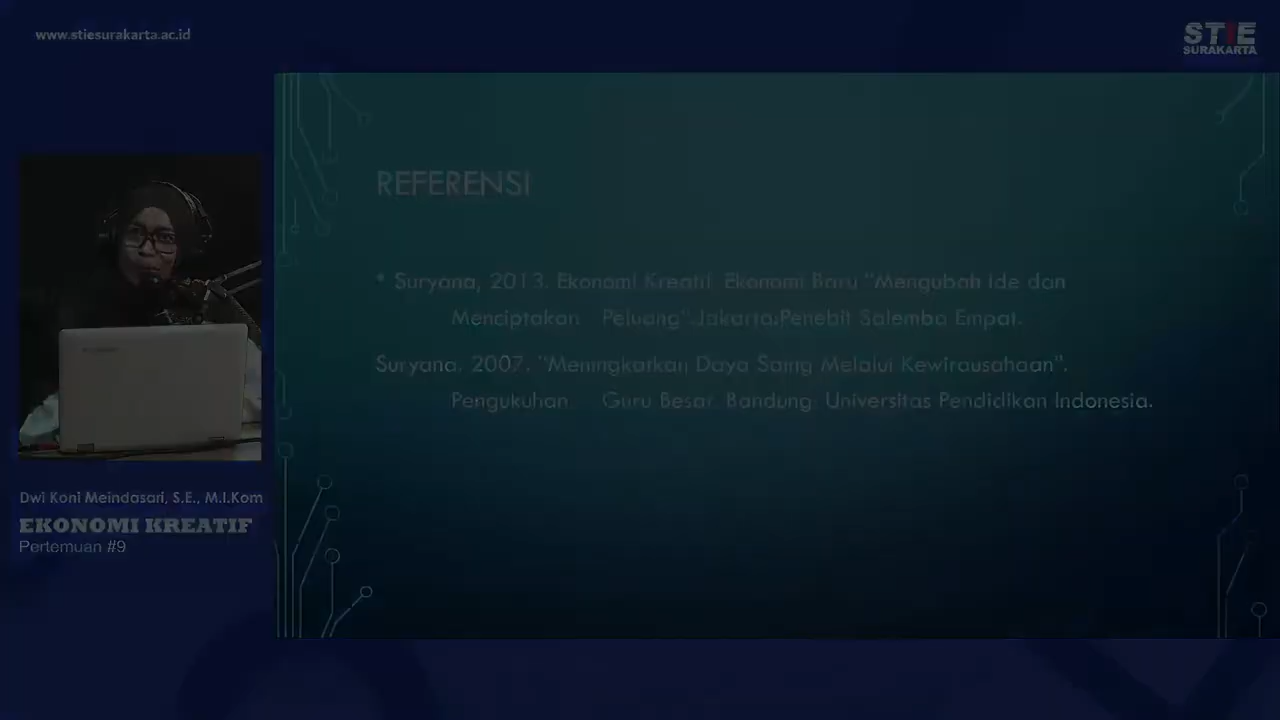 www.stiesurakarta.ac.id
STIE
SURAKARTA
REFERENSI
* Suryana, 2013. Ekonomi Kreatif Ekonomi Baru "Mengubah Ide dan
Menciptakan Peluang".Jakarta:Penebit Salemba Empat.
Suryana. 2007. "Meningkatkan Daya Saing Melalui Kewirausahaan".
Pengukuhan Guru Besar. Bandung: Universitas Pendidikan Indonesia.
Dwi Koni Meindasari, S.E., M.I.Kom
EKONOMI KREATIF
Pertemuan #9